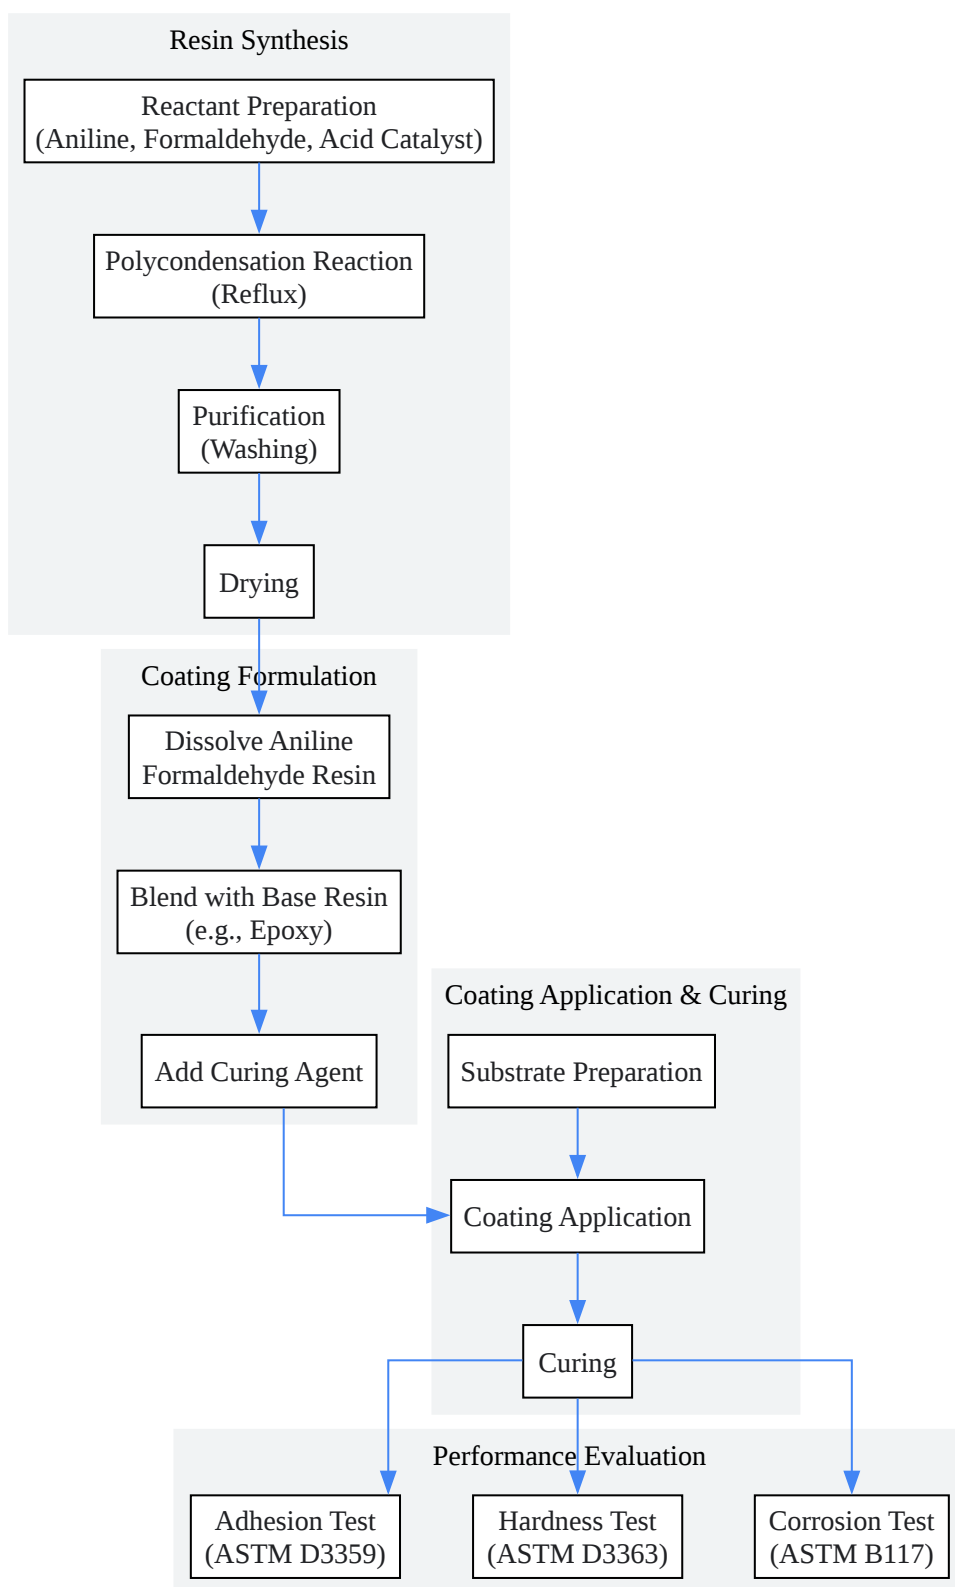 Resin Synthesis
Reactant Preparation
(Aniline, Formaldehyde, Acid Catalyst)
Polycondensation Reaction
(Reflux)
Purification
(Washing)
Drying
Coating Formulation
Dissolve Aniline
Formaldehyde Resin
Blend with Base Resin
(e.g., Epoxy)
Add Curing Agent
Coating Application & Curing
Substrate Preparation
Coating Application
Curing
Performance Evaluation
Adhesion Test
(ASTM D3359)
Hardness Test
(ASTM D3363)
Corrosion Test
(ASTM B117)